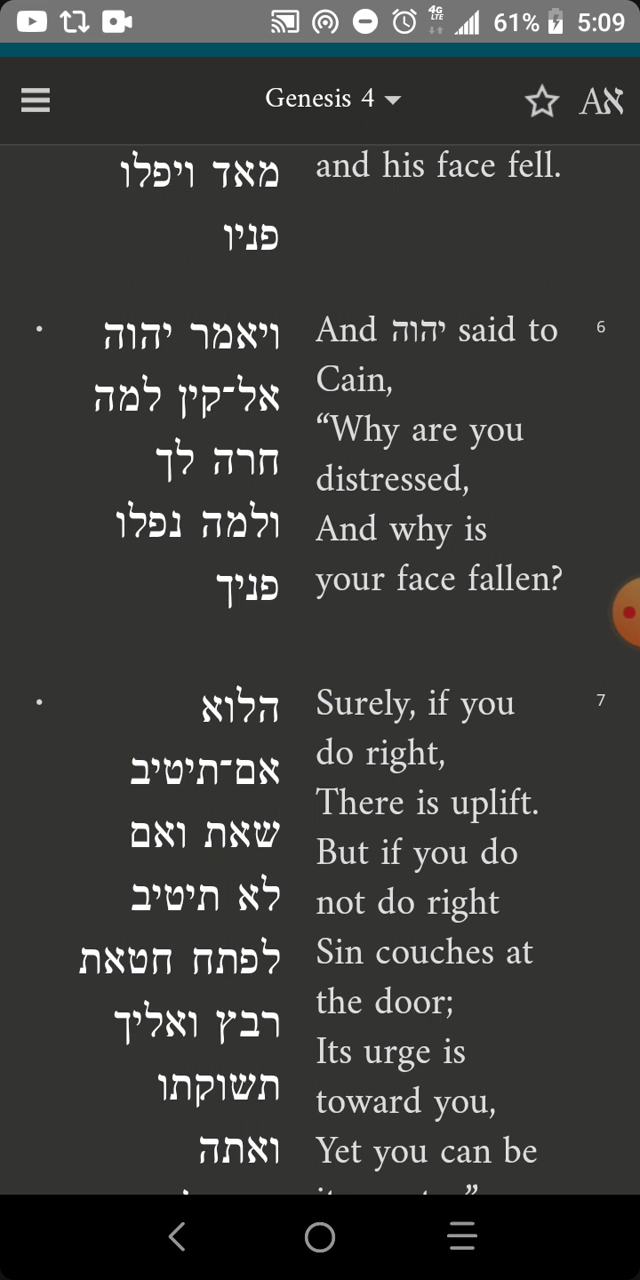 4G
LTE
61%
5:09
Genesis 4
Aא
מאד ויפלו
פניו
and his face fell.
ויאמר יהוה
אל־קין למה
חרה לך
ולמה נפלו
פניך
And יהוה said to
Cain,
“Why are you
distressed,
And why is
your face fallen?
6
הלוא
אם־תיטיב
שאת ואם
לא תיטיב
לפתח חטאת
רבץ ואליך
תשוקתו
ואתה
Surely, if you
do right,
There is uplift.
But if you do
not do right
Sin couches at
the door;
Its urge is
toward you,
Yet you can be
7